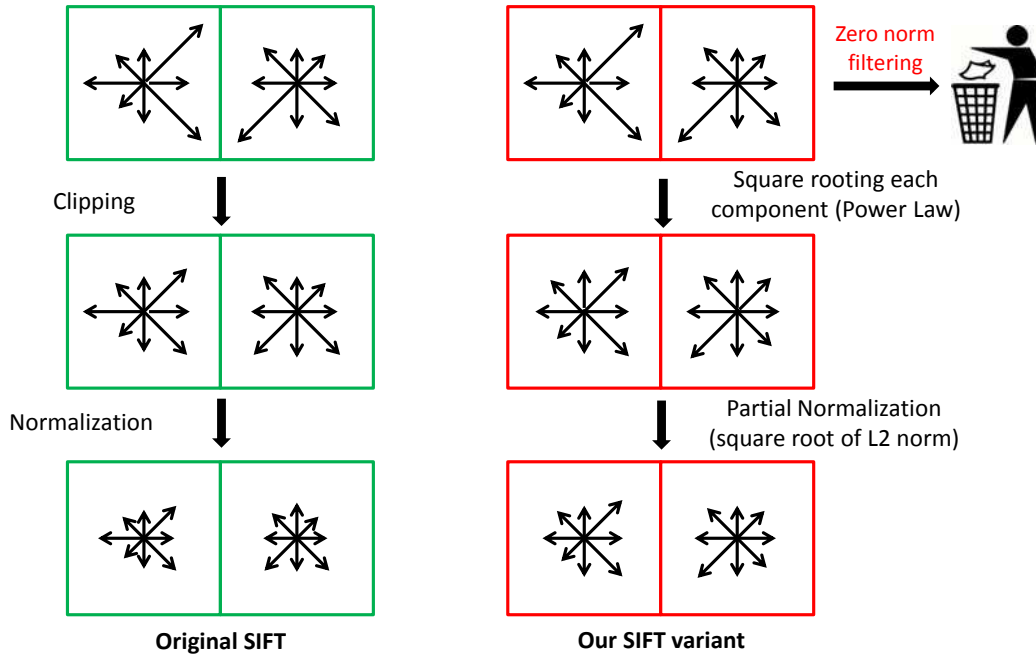 Zero norm
filtering
Clipping
Square rooting each
component (Power Law)
Normalization
Partial Normalization
(square root of L2 norm)
Original SIFT
Our SIFT variant